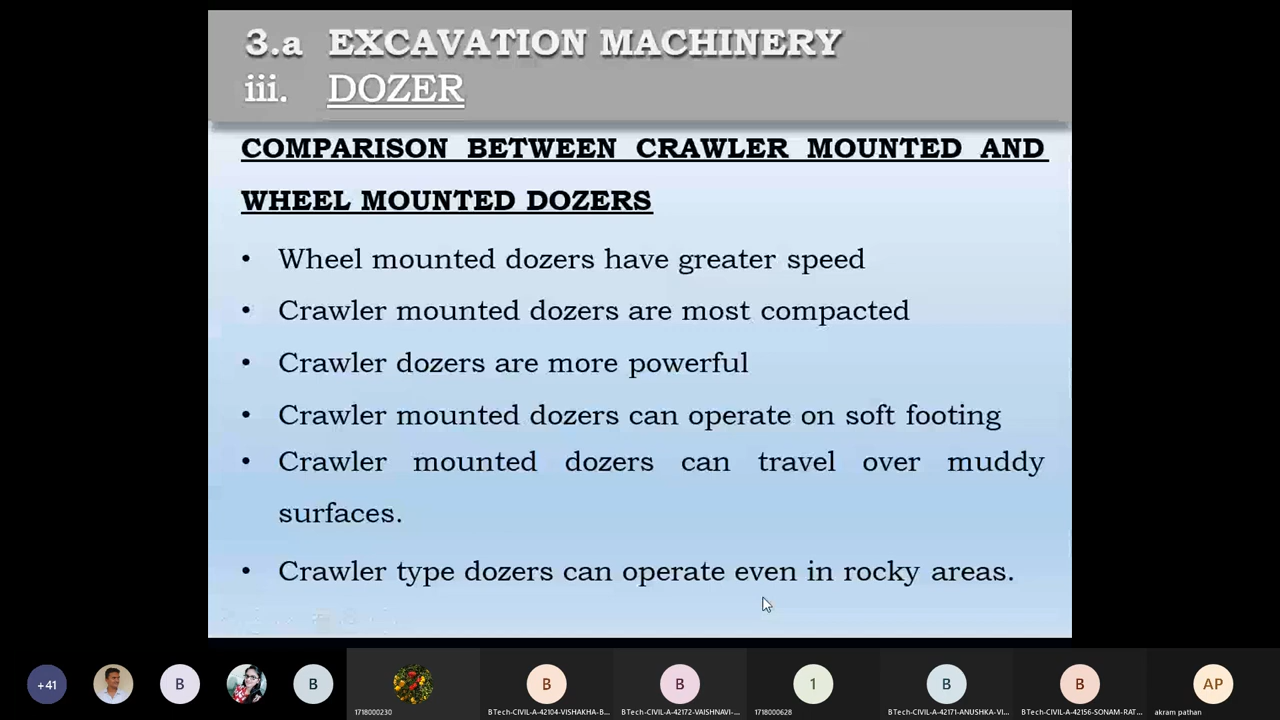 3.a EXCAVATION MACHINERY
iii. DOZER
COMPARISON BETWEEN CRAWLER MOUNTED AND
WHEEL MOUNTED DOZERS
• Wheel mounted dozers have greater speed
• Crawler mounted dozers are most compacted
• Crawler dozers are more powerful
• Crawler mounted dozers can operate on soft footing
• Crawler mounted dozers can travel over muddy
surfaces.
• Crawler type dozers can operate even in rocky areas.
+41 B B B B 1 B B AP
1718000230 BTech-CIVIL-A-42104-VISHAKHA-B... BTech-CIVIL-A-42172-VAISHNAVI-... 1718000628 BTech-CIVIL-A-42171-ANUSHKA-VI... BTech-CIVIL-A-42156-SONAM-RAT... akram pathan